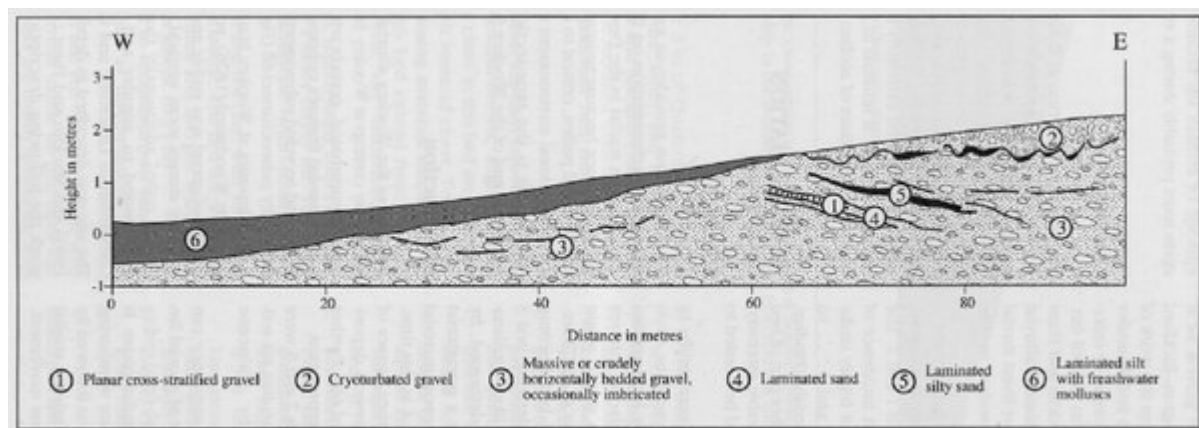 W
E
3
2
1
0
-1
Height in metres
0
20
40
60
80
Distance in metres
2
5
1
4
3
3
6
1 Planar cross-stratified gravel
2 Cryoturbated gravel
3 Massive or crudely
horizontally bedded gravel,
occasionally imbricated
4 Laminated sand
5 Laminated
silty sand
6 Laminated silt
with freashwater
molluscs